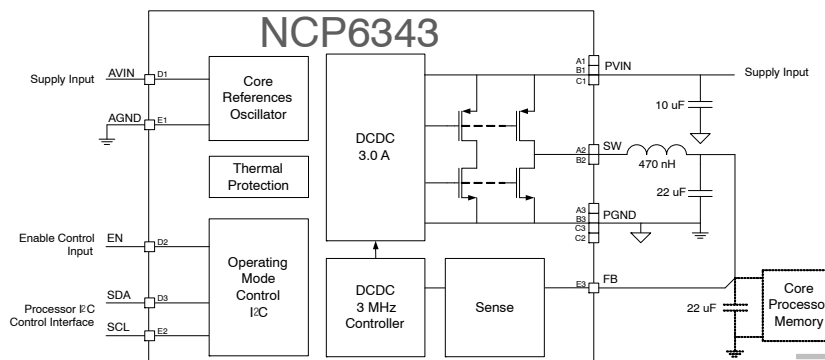 NCP6343
Supply Input
AVIN
D1
AGND
E1
Core
References
Oscillator
Thermal
Protection
Enable Control
Input
EN
D2
Processor I²C
Control Interface
SDA
D3
SCL
E2
Operating
Mode
Control
I²C
DCDC
3.0 A
DCDC
3 MHz
Controller
Sense
A1
B1
C1
PVIN
Supply Input
10 uF
A2
B2
SW
470 nH
22 uF
A3
B3
C3
C2
PGND
E3
FB
22 uF
Core
Processor
Memory